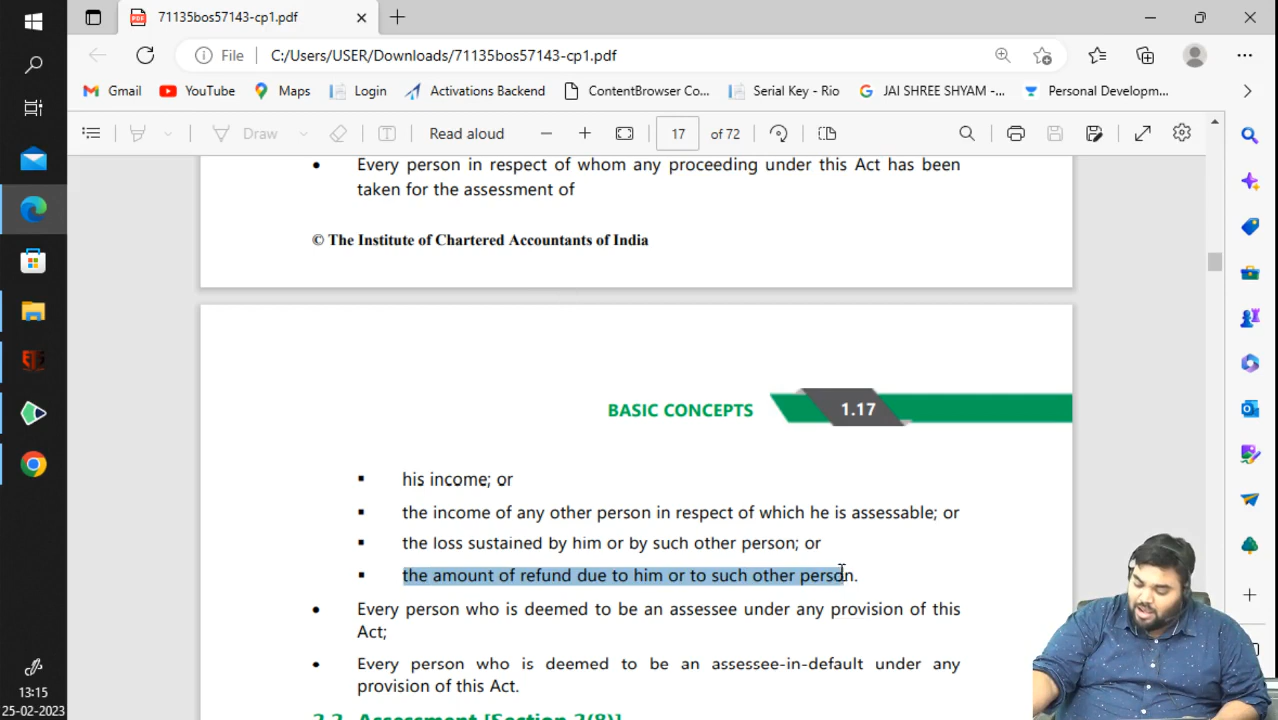 71135bos57143-cp1.pdf
File C:/Users/USER/Downloads/71135bos57143-cp1.pdf
Gmail YouTube Maps Login Activations Backend ContentBrowser Co... Serial Key - Rio JAI SHREE SHYAM -... Personal Developm...
Draw Read aloud 17 of 72
• Every person in respect of whom any proceeding under this Act has been
taken for the assessment of
© The Institute of Chartered Accountants of India
BASIC CONCEPTS 1.17
▪ his income; or
▪ the income of any other person in respect of which he is assessable; or
▪ the loss sustained by him or by such other person; or
▪ the amount of refund due to him or to such other person.
• Every person who is deemed to be an assessee under any provision of this
Act;
• Every person who is deemed to be an assessee-in-default under any
provision of this Act.
2.2 Assessment [Section 2(8)]
13:15
25-02-2023